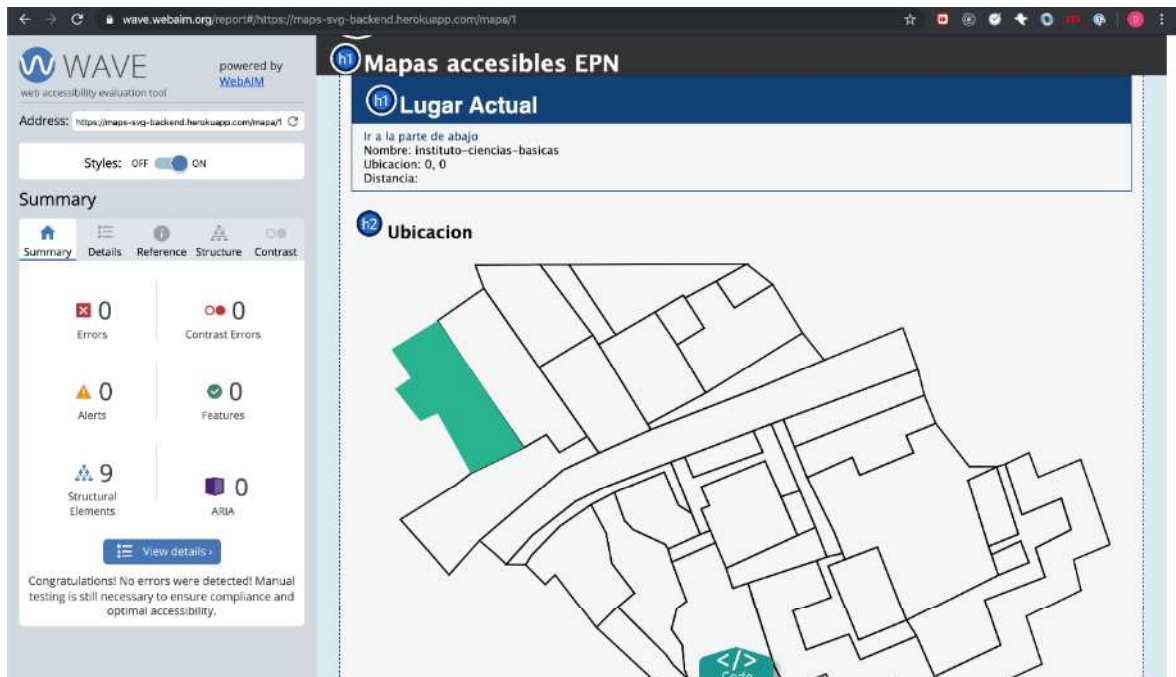 wave.webaim.org/report#/https://maps-svg-backend.herokuapp.com/mapa/1
WAVE
web accessibility evaluation tool
powered by
WebAIM
Address: https://maps-svg-backend.herokuapp.com/mapa/1
Styles: OFF ON
Summary
Summary Details Reference Structure Contrast
0
Errors
0
Contrast Errors
0
Alerts
0
Features
9
Structural
Elements
0
ARIA
View details ›
Congratulations! No errors were detected! Manual
testing is still necessary to ensure compliance and
optimal accessibility.
h1 Mapas accesibles EPN
h1 Lugar Actual
Ir a la parte de abajo
Nombre: instituto-ciencias-basicas
Ubicacion: 0, 0
Distancia:
h2 Ubicacion
</>
Code